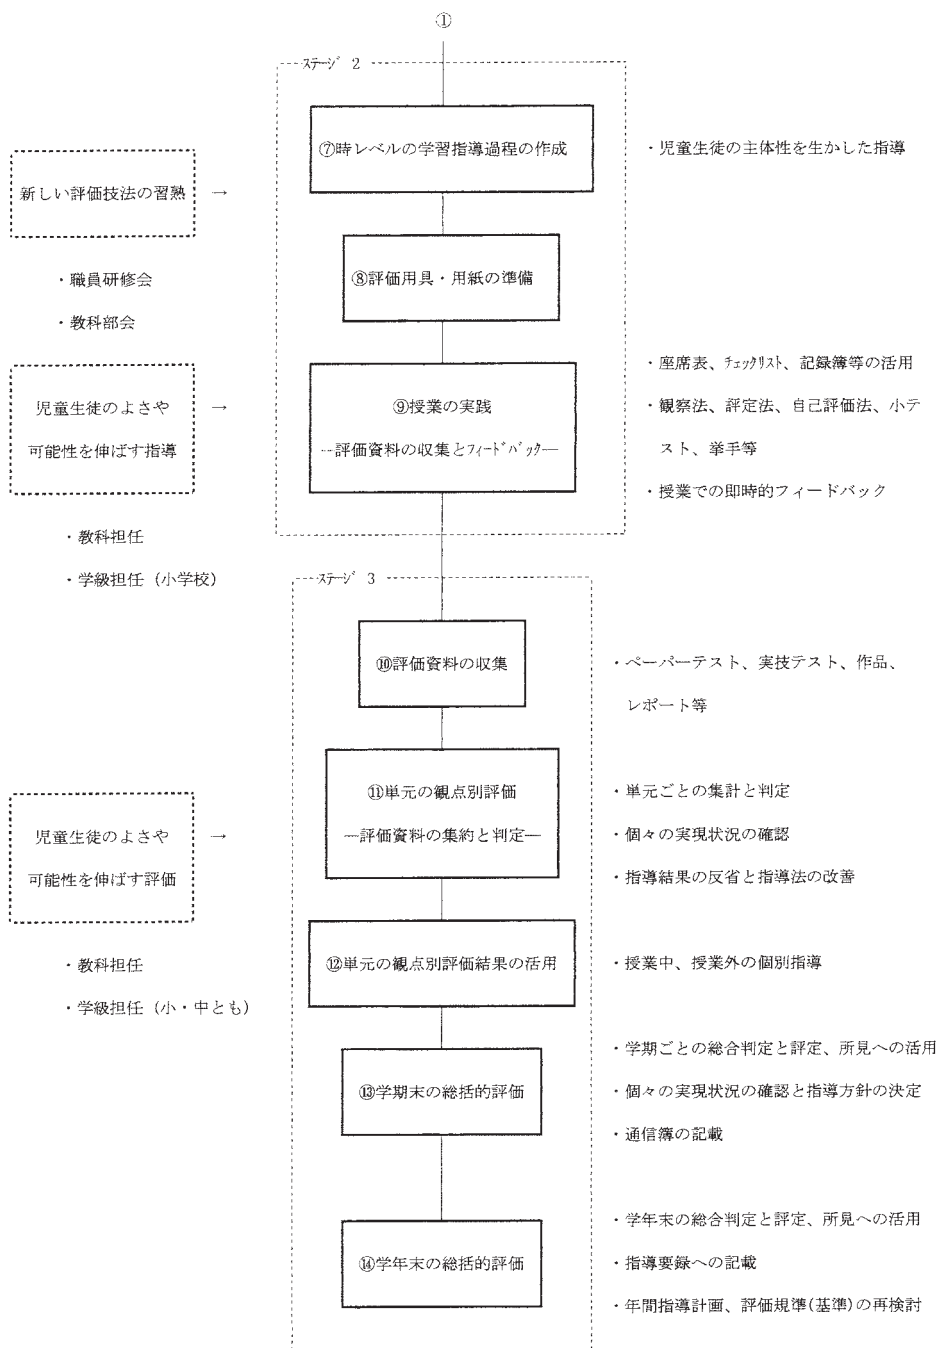 ①
ｽﾃｰｼﾞ 2
⑦時レベルの学習指導過程の作成
・児童生徒の主体性を生かした指導
新しい評価技法の習熟 →
・職員研修会
・教科部会
⑧評価用具・用紙の準備
児童生徒のよさや →
可能性を伸ばす指導
・教科担任
・学級担任（小学校）
⑨授業の実践
―評価資料の収集とﾌｨｰﾄﾞﾊﾞｯｸ―
・座席表、ﾁｪｯｸﾘｽﾄ、記録簿等の活用
・観察法、評定法、自己評価法、小テ
スト、挙手等
・授業での即時的フィードバック
ｽﾃｰｼﾞ 3
⑩評価資料の収集
・ペーパーテスト、実技テスト、作品、
レポート等
⑪単元の観点別評価
―評価資料の集約と判定―
・単元ごとの集計と判定
・個々の実現状況の確認
・指導結果の反省と指導法の改善
児童生徒のよさや →
可能性を伸ばす評価
・教科担任
・学級担任（小・中とも）
⑫単元の観点別評価結果の活用
・授業中、授業外の個別指導
⑬学期末の総括的評価
・学期ごとの総合判定と評定、所見への活用
・個々の実現状況の確認と指導方針の決定
・通信簿の記載
⑭学年末の総括的評価
・学年末の総合判定と評定、所見への活用
・指導要録への記載
・年間指導計画、評価規準(基準)の再検討